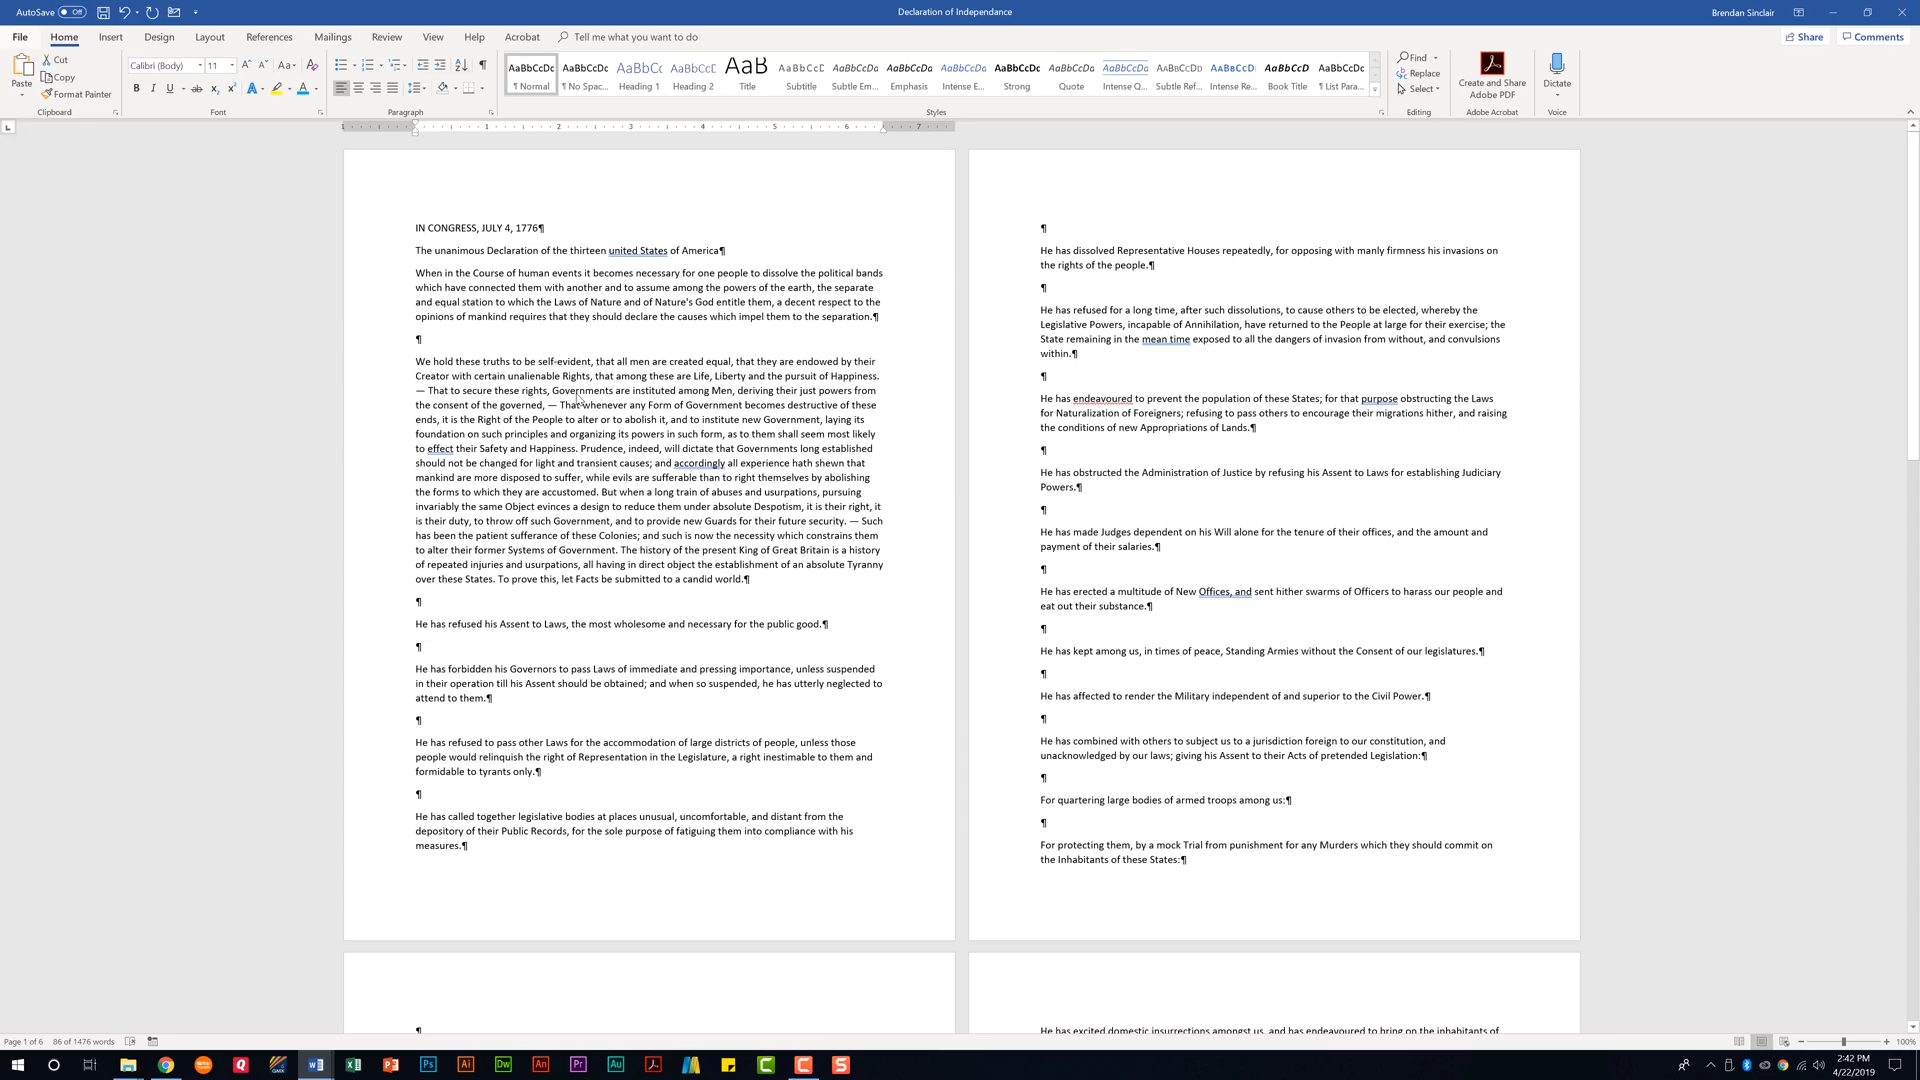 AutoSave Off Declaration of Independance Brendan Sinclair
File Home Insert Design Layout References Mailings Review View Help Acrobat Tell me what you want to do Share Comments
Paste Cut Copy Format Painter Clipboard
Calibri (Body) 11 Aa B I U ab x₂ x² A A Font
Paragraph
AaBbCcDc AaBbCcDc AaBbCc AaBbCcD AaB AaBbCcD AaBbCcDd AaBbCcDd AaBbCcDd AaBbCcDc AaBbCcDd AaBbCcDd AaBbCcDd AaBbCcD AaBbCcD AaBbCcDc
¶ Normal ¶ No Spac... Heading 1 Heading 2 Title Subtitle Subtle Em... Emphasis Intense E... Strong Quote Intense Q... Subtle Ref... Intense Re... Book Title ¶ List Para...
Styles
Find Replace Select Editing
Create and Share Adobe PDF Adobe Acrobat
Dictate Voice
1 1 2 3 4 5 6 7
IN CONGRESS, JULY 4, 1776¶
The unanimous Declaration of the thirteen united States of America¶
When in the Course of human events it becomes necessary for one people to dissolve the political bands
which have connected them with another and to assume among the powers of the earth, the separate
and equal station to which the Laws of Nature and of Nature's God entitle them, a decent respect to the
opinions of mankind requires that they should declare the causes which impel them to the separation.¶
¶
We hold these truths to be self-evident, that all men are created equal, that they are endowed by their
Creator with certain unalienable Rights, that among these are Life, Liberty and the pursuit of Happiness.
— That to secure these rights, Governments are instituted among Men, deriving their just powers from
the consent of the governed, — That whenever any Form of Government becomes destructive of these
ends, it is the Right of the People to alter or to abolish it, and to institute new Government, laying its
foundation on such principles and organizing its powers in such form, as to them shall seem most likely
to effect their Safety and Happiness. Prudence, indeed, will dictate that Governments long established
should not be changed for light and transient causes; and accordingly all experience hath shewn that
mankind are more disposed to suffer, while evils are sufferable than to right themselves by abolishing
the forms to which they are accustomed. But when a long train of abuses and usurpations, pursuing
invariably the same Object evinces a design to reduce them under absolute Despotism, it is their right, it
is their duty, to throw off such Government, and to provide new Guards for their future security. — Such
has been the patient sufferance of these Colonies; and such is now the necessity which constrains them
to alter their former Systems of Government. The history of the present King of Great Britain is a history
of repeated injuries and usurpations, all having in direct object the establishment of an absolute Tyranny
over these States. To prove this, let Facts be submitted to a candid world.¶
¶
He has refused his Assent to Laws, the most wholesome and necessary for the public good.¶
¶
He has forbidden his Governors to pass Laws of immediate and pressing importance, unless suspended
in their operation till his Assent should be obtained; and when so suspended, he has utterly neglected to
attend to them.¶
¶
He has refused to pass other Laws for the accommodation of large districts of people, unless those
people would relinquish the right of Representation in the Legislature, a right inestimable to them and
formidable to tyrants only.¶
¶
He has called together legislative bodies at places unusual, uncomfortable, and distant from the
depository of their Public Records, for the sole purpose of fatiguing them into compliance with his
measures.¶
¶
¶
He has dissolved Representative Houses repeatedly, for opposing with manly firmness his invasions on
the rights of the people.¶
¶
He has refused for a long time, after such dissolutions, to cause others to be elected, whereby the
Legislative Powers, incapable of Annihilation, have returned to the People at large for their exercise; the
State remaining in the mean time exposed to all the dangers of invasion from without, and convulsions
within.¶
¶
He has endeavoured to prevent the population of these States; for that purpose obstructing the Laws
for Naturalization of Foreigners; refusing to pass others to encourage their migrations hither, and raising
the conditions of new Appropriations of Lands.¶
¶
He has obstructed the Administration of Justice by refusing his Assent to Laws for establishing Judiciary
Powers.¶
¶
He has made Judges dependent on his Will alone for the tenure of their offices, and the amount and
payment of their salaries.¶
¶
He has erected a multitude of New Offices, and sent hither swarms of Officers to harass our people and
eat out their substance.¶
¶
He has kept among us, in times of peace, Standing Armies without the Consent of our legislatures.¶
¶
He has affected to render the Military independent of and superior to the Civil Power.¶
¶
He has combined with others to subject us to a jurisdiction foreign to our constitution, and
unacknowledged by our laws; giving his Assent to their Acts of pretended Legislation:¶
¶
For quartering large bodies of armed troops among us:¶
¶
For protecting them, by a mock Trial from punishment for any Murders which they should commit on
the Inhabitants of these States:¶
He has excited domestic insurrections amongst us, and has endeavoured to bring on the inhabitants of
Page 1 of 6 86 of 1476 words 100%
2:42 PM
4/22/2019